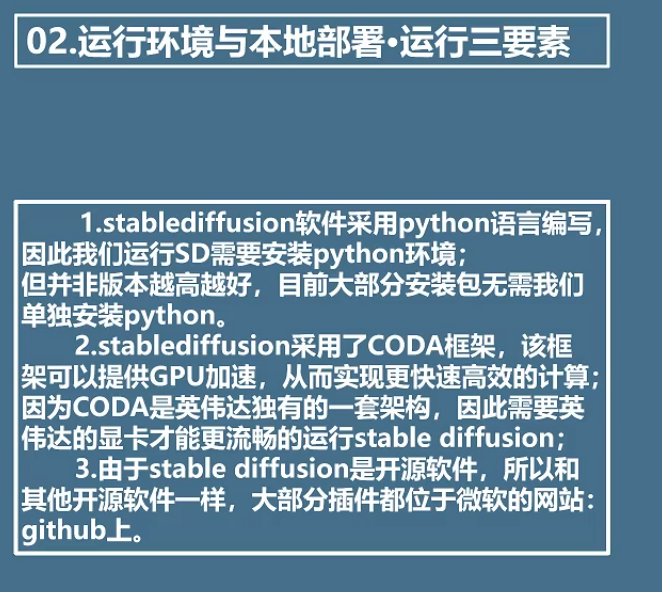 02.运行环境与本地部署·运行三要素
1.stablediffusion软件采用python语言编写，
因此我们运行SD需要安装python环境；
但并非版本越高越好，目前大部分安装包无需我们
单独安装python。
2.stablediffusion采用了CODA框架，该框
架可以提供GPU加速，从而实现更快速高效的计算；
因为CODA是英伟达独有的一套架构，因此需要英
伟达的显卡才能更流畅的运行stable diffusion；
3.由于stable diffusion是开源软件，所以和
其他开源软件一样，大部分插件都位于微软的网站：
github上。